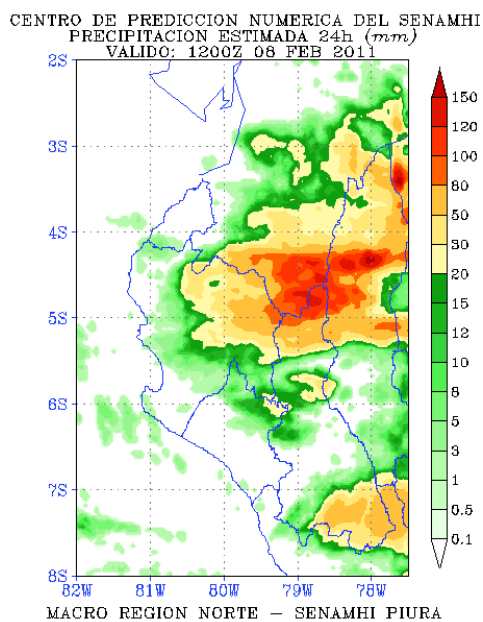 CENTRO DE PREDICCION NUMERICA DEL SENAMHI
PRECIPITACION ESTIMADA 24h (mm)
VALIDO: 1200Z 08 FEB 2011
2S
3S
4S
5S
6S
7S
8S
82W 81W 80W 79W 78W
150
120
100
80
50
30
20
15
12
10
8
5
3
1
0.5
0.1
MACRO REGION NORTE – SENAMHI PIURA